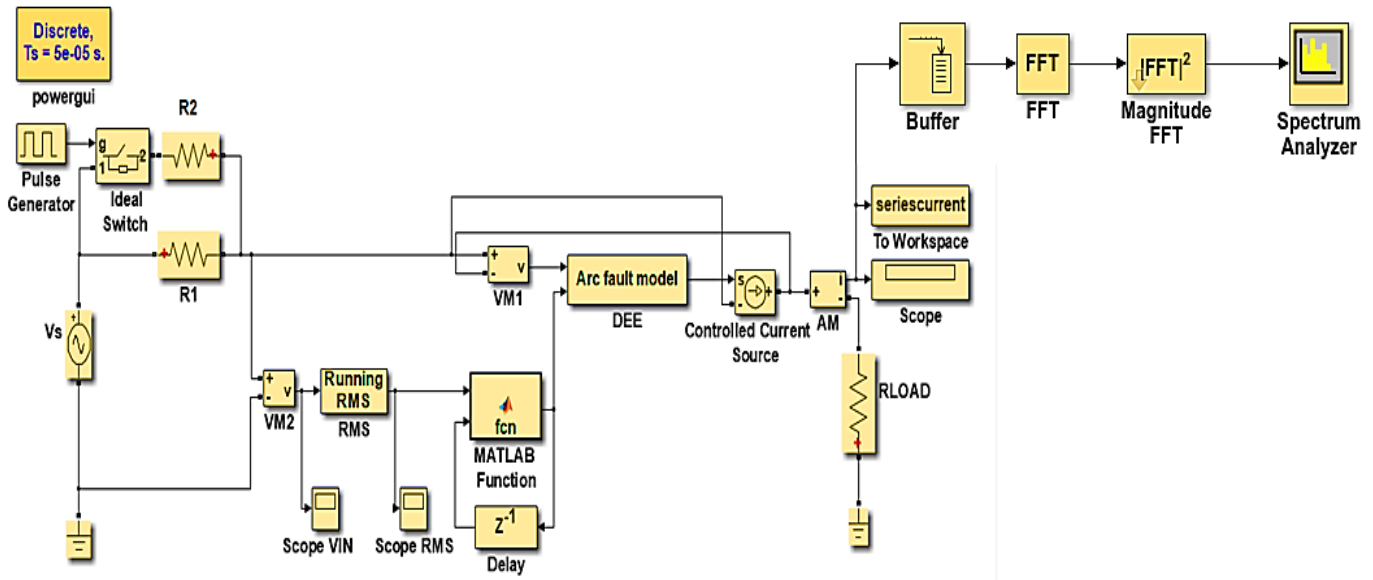 Discrete,
Ts = 5e-05 s.
powergui
Pulse
Generator
g
1
2
Ideal
Switch
R2
+
+
R1
Vs
+
+
-
v
VM2
Running
RMS
RMS
Scope VIN
Scope RMS
fcn
MATLAB
Function
Z-1
Delay
+
-
v
VM1
Arc fault model
DEE
s
-
+
Controlled Current
Source
+
I
-
AM
seriescurrent
To Workspace
Scope
RLOAD
+
Buffer
FFT
FFT
|FFT|2
Magnitude
FFT
Spectrum
Analyzer